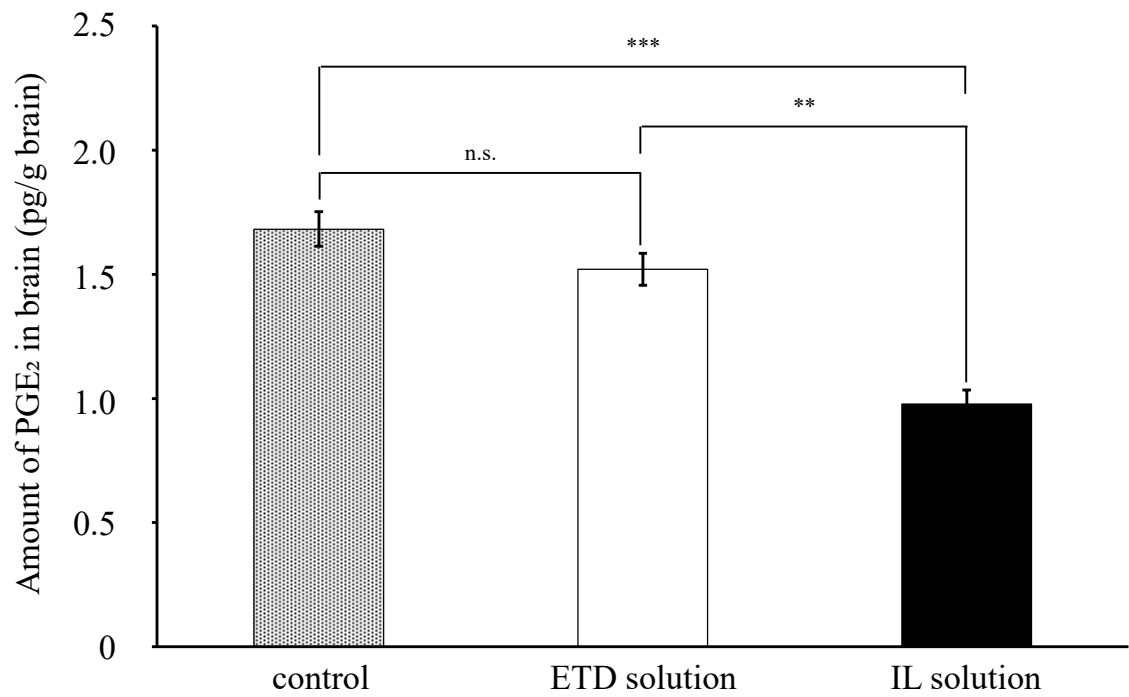 Amount of PGE₂ in brain (pg/g brain)
2.5
2.0
1.5
1.0
0.5
0
***
**
n.s.
control
ETD solution
IL solution